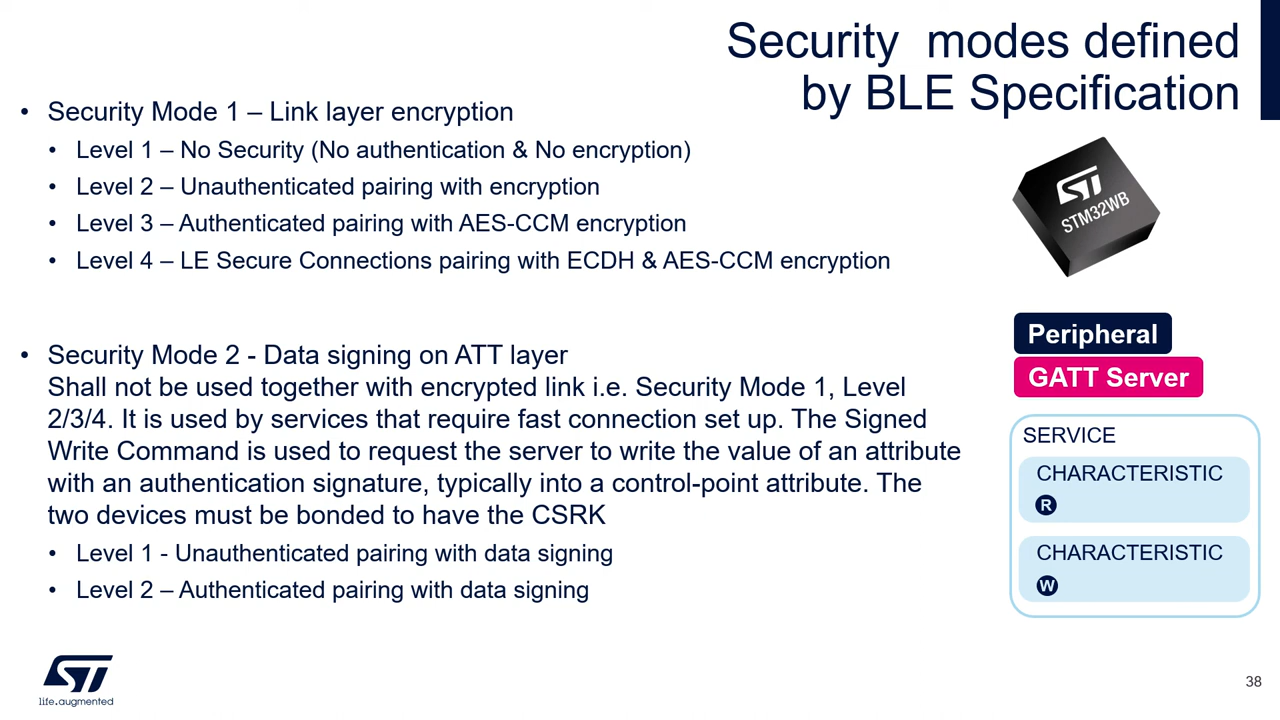 Security  modes defined
by BLE Specification
• Security Mode 1 – Link layer encryption
• Level 1 – No Security (No authentication & No encryption)
• Level 2 – Unauthenticated pairing with encryption
• Level 3 – Authenticated pairing with AES-CCM encryption
• Level 4 – LE Secure Connections pairing with ECDH & AES-CCM encryption
• Security Mode 2 - Data signing on ATT layer
Shall not be used together with encrypted link i.e. Security Mode 1, Level
2/3/4. It is used by services that require fast connection set up. The Signed
Write Command is used to request the server to write the value of an attribute
with an authentication signature, typically into a control-point attribute. The
two devices must be bonded to have the CSRK
• Level 1 - Unauthenticated pairing with data signing
• Level 2 – Authenticated pairing with data signing
ST
STM32WB
Peripheral
GATT Server
SERVICE
CHARACTERISTIC
R
CHARACTERISTIC
W
ST
life.augmented
38